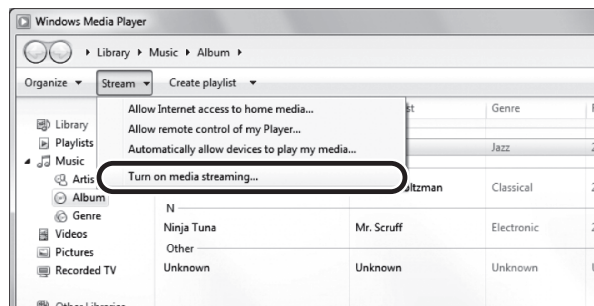 Windows Media Player
Library Music Album
Organize Stream Create playlist
Allow Internet access to home media...
Allow remote control of my Player...
Automatically allow devices to play my media...
Turn on media streaming...
Genre
Library
Playlists
Music
Album
Genre
Videos
Pictures
Recorded TV
Jazz
Classical
N
Ninja Tuna Mr. Scruff Electronic
Other
Unknown Unknown Unknown